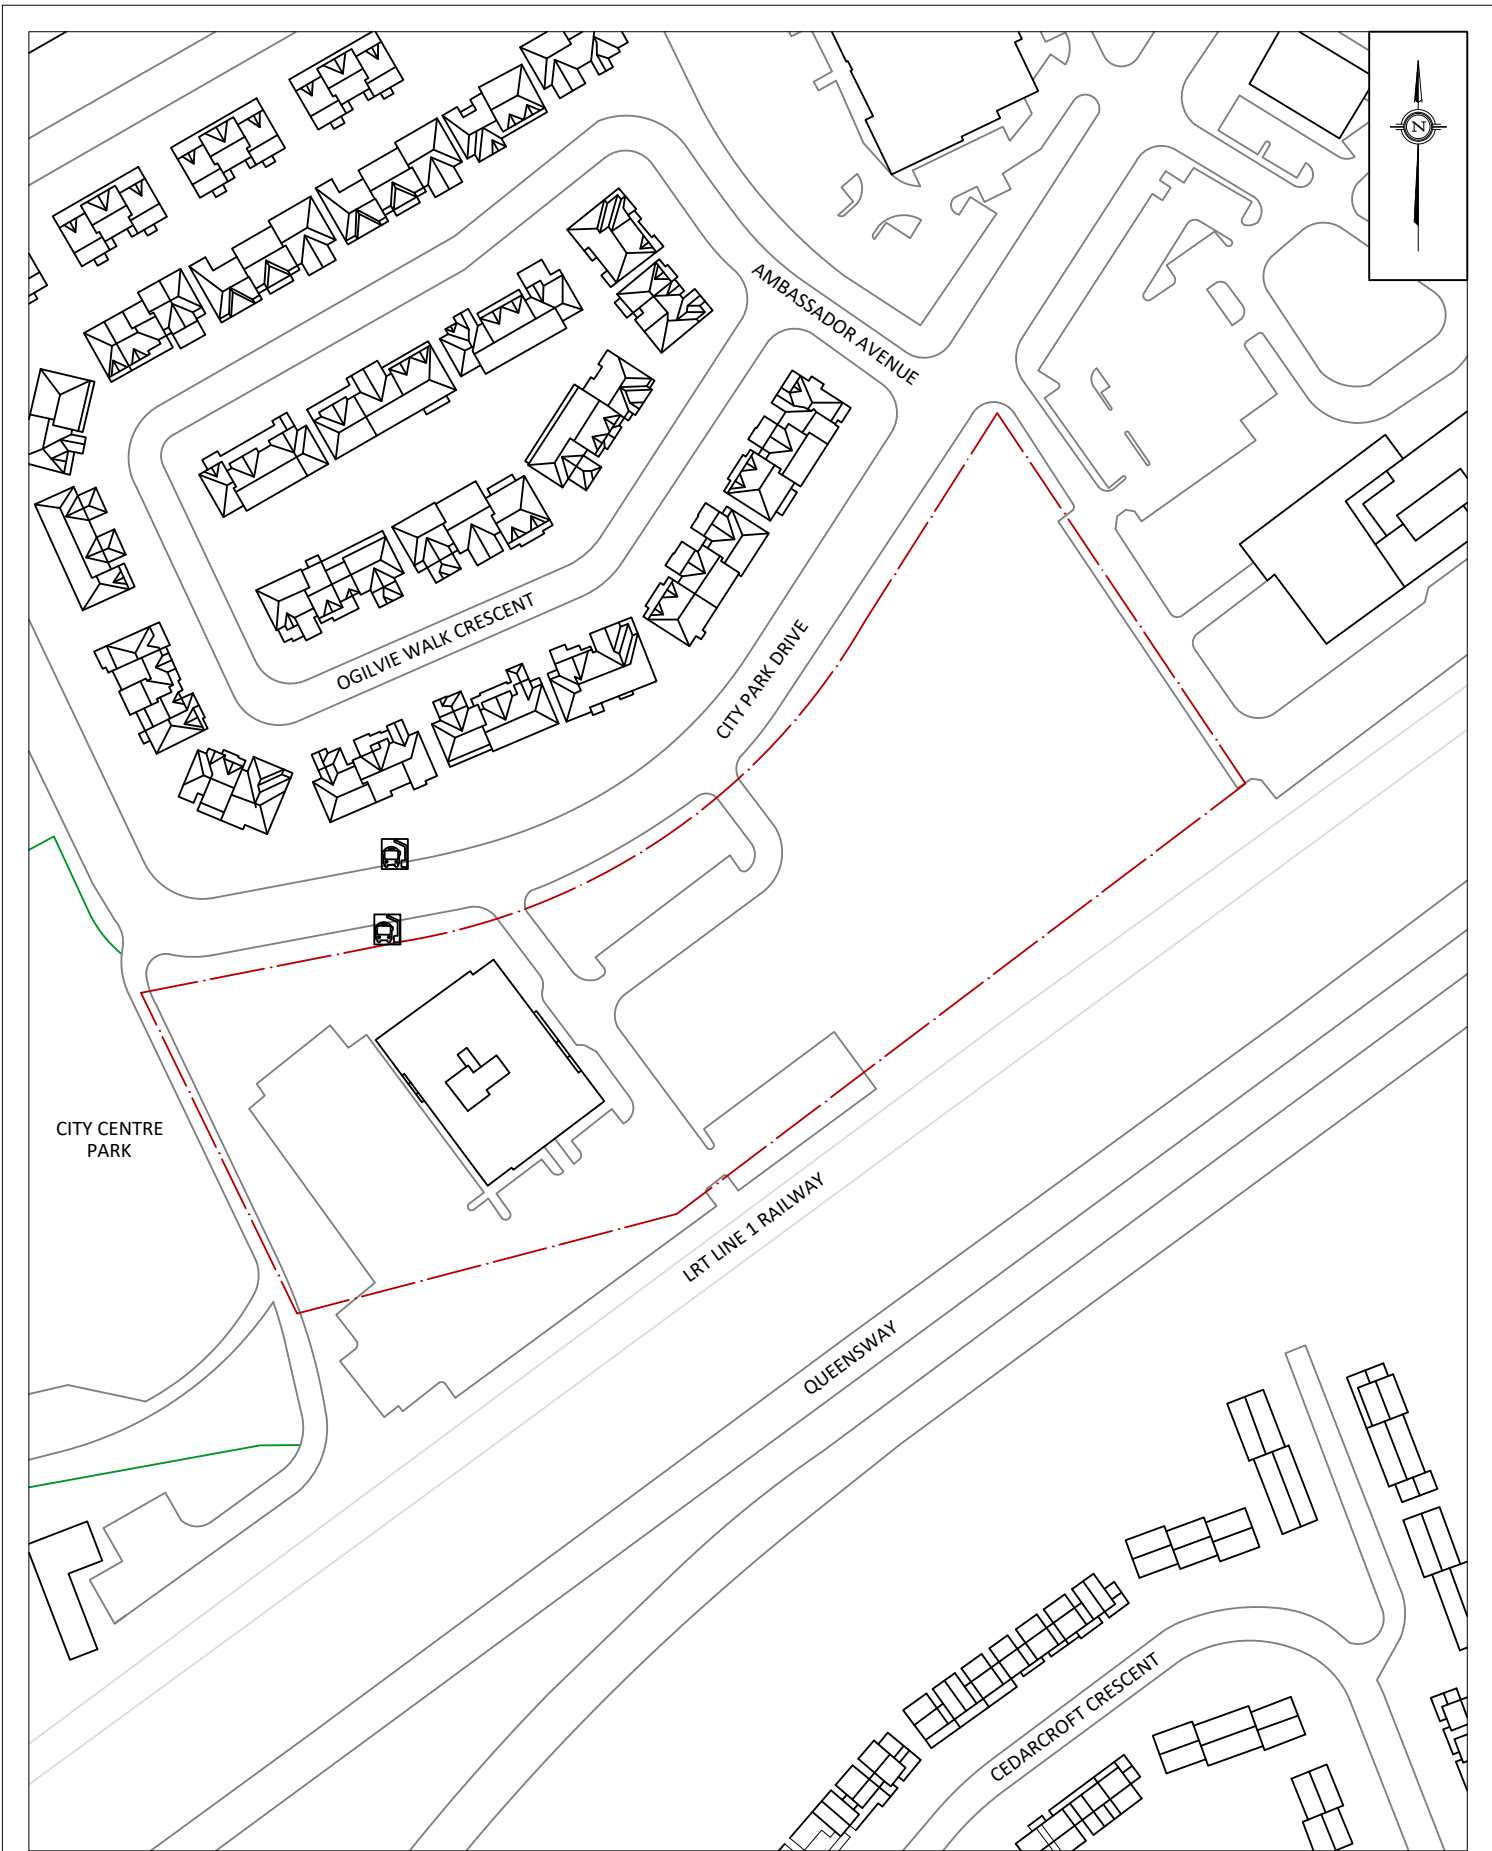 N
AMBASSADOR AVENUE
OGILVIE WALK CRESCENT
CITY PARK DRIVE
CITY CENTRE
PARK
LRT LINE 1 RAILWAY
QUEENSWAY
CEDARCROFT CRESCENT